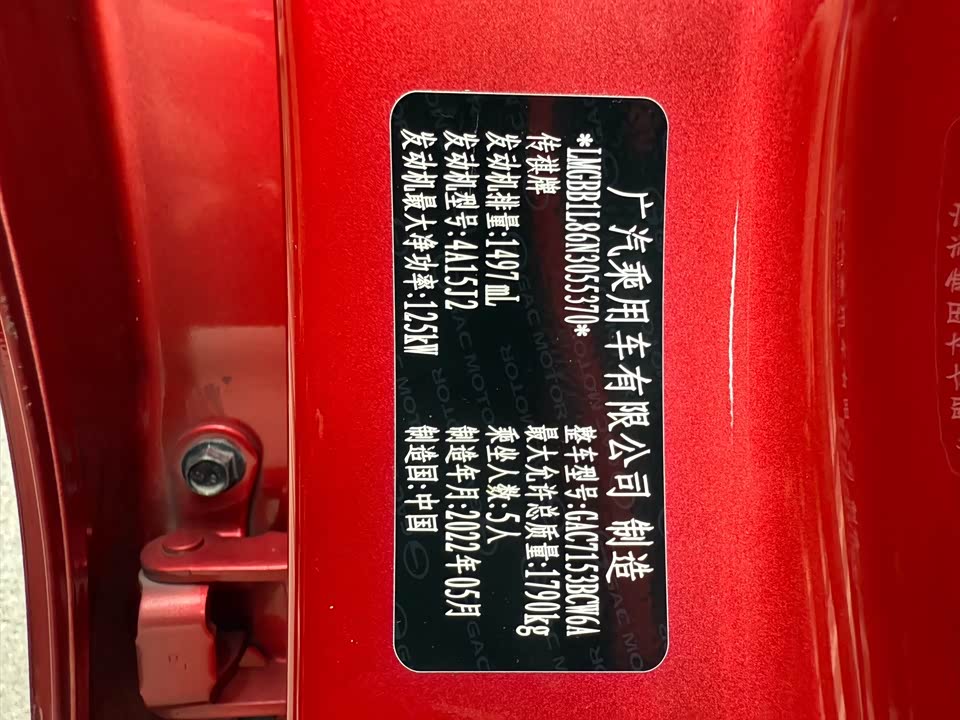 广汽乘用车有限公司 制造
*LMGBB1L86N3055370* 整车型号:GAC7153BCW6A
传祺牌 最大允许总质量:1790kg
发动机排量:1497mL 乘坐人数:5人
发动机型号:4A15J2 制造年月:2022年05月
发动机最大净功率:125kW 制造国:中国
GAC MOTOR